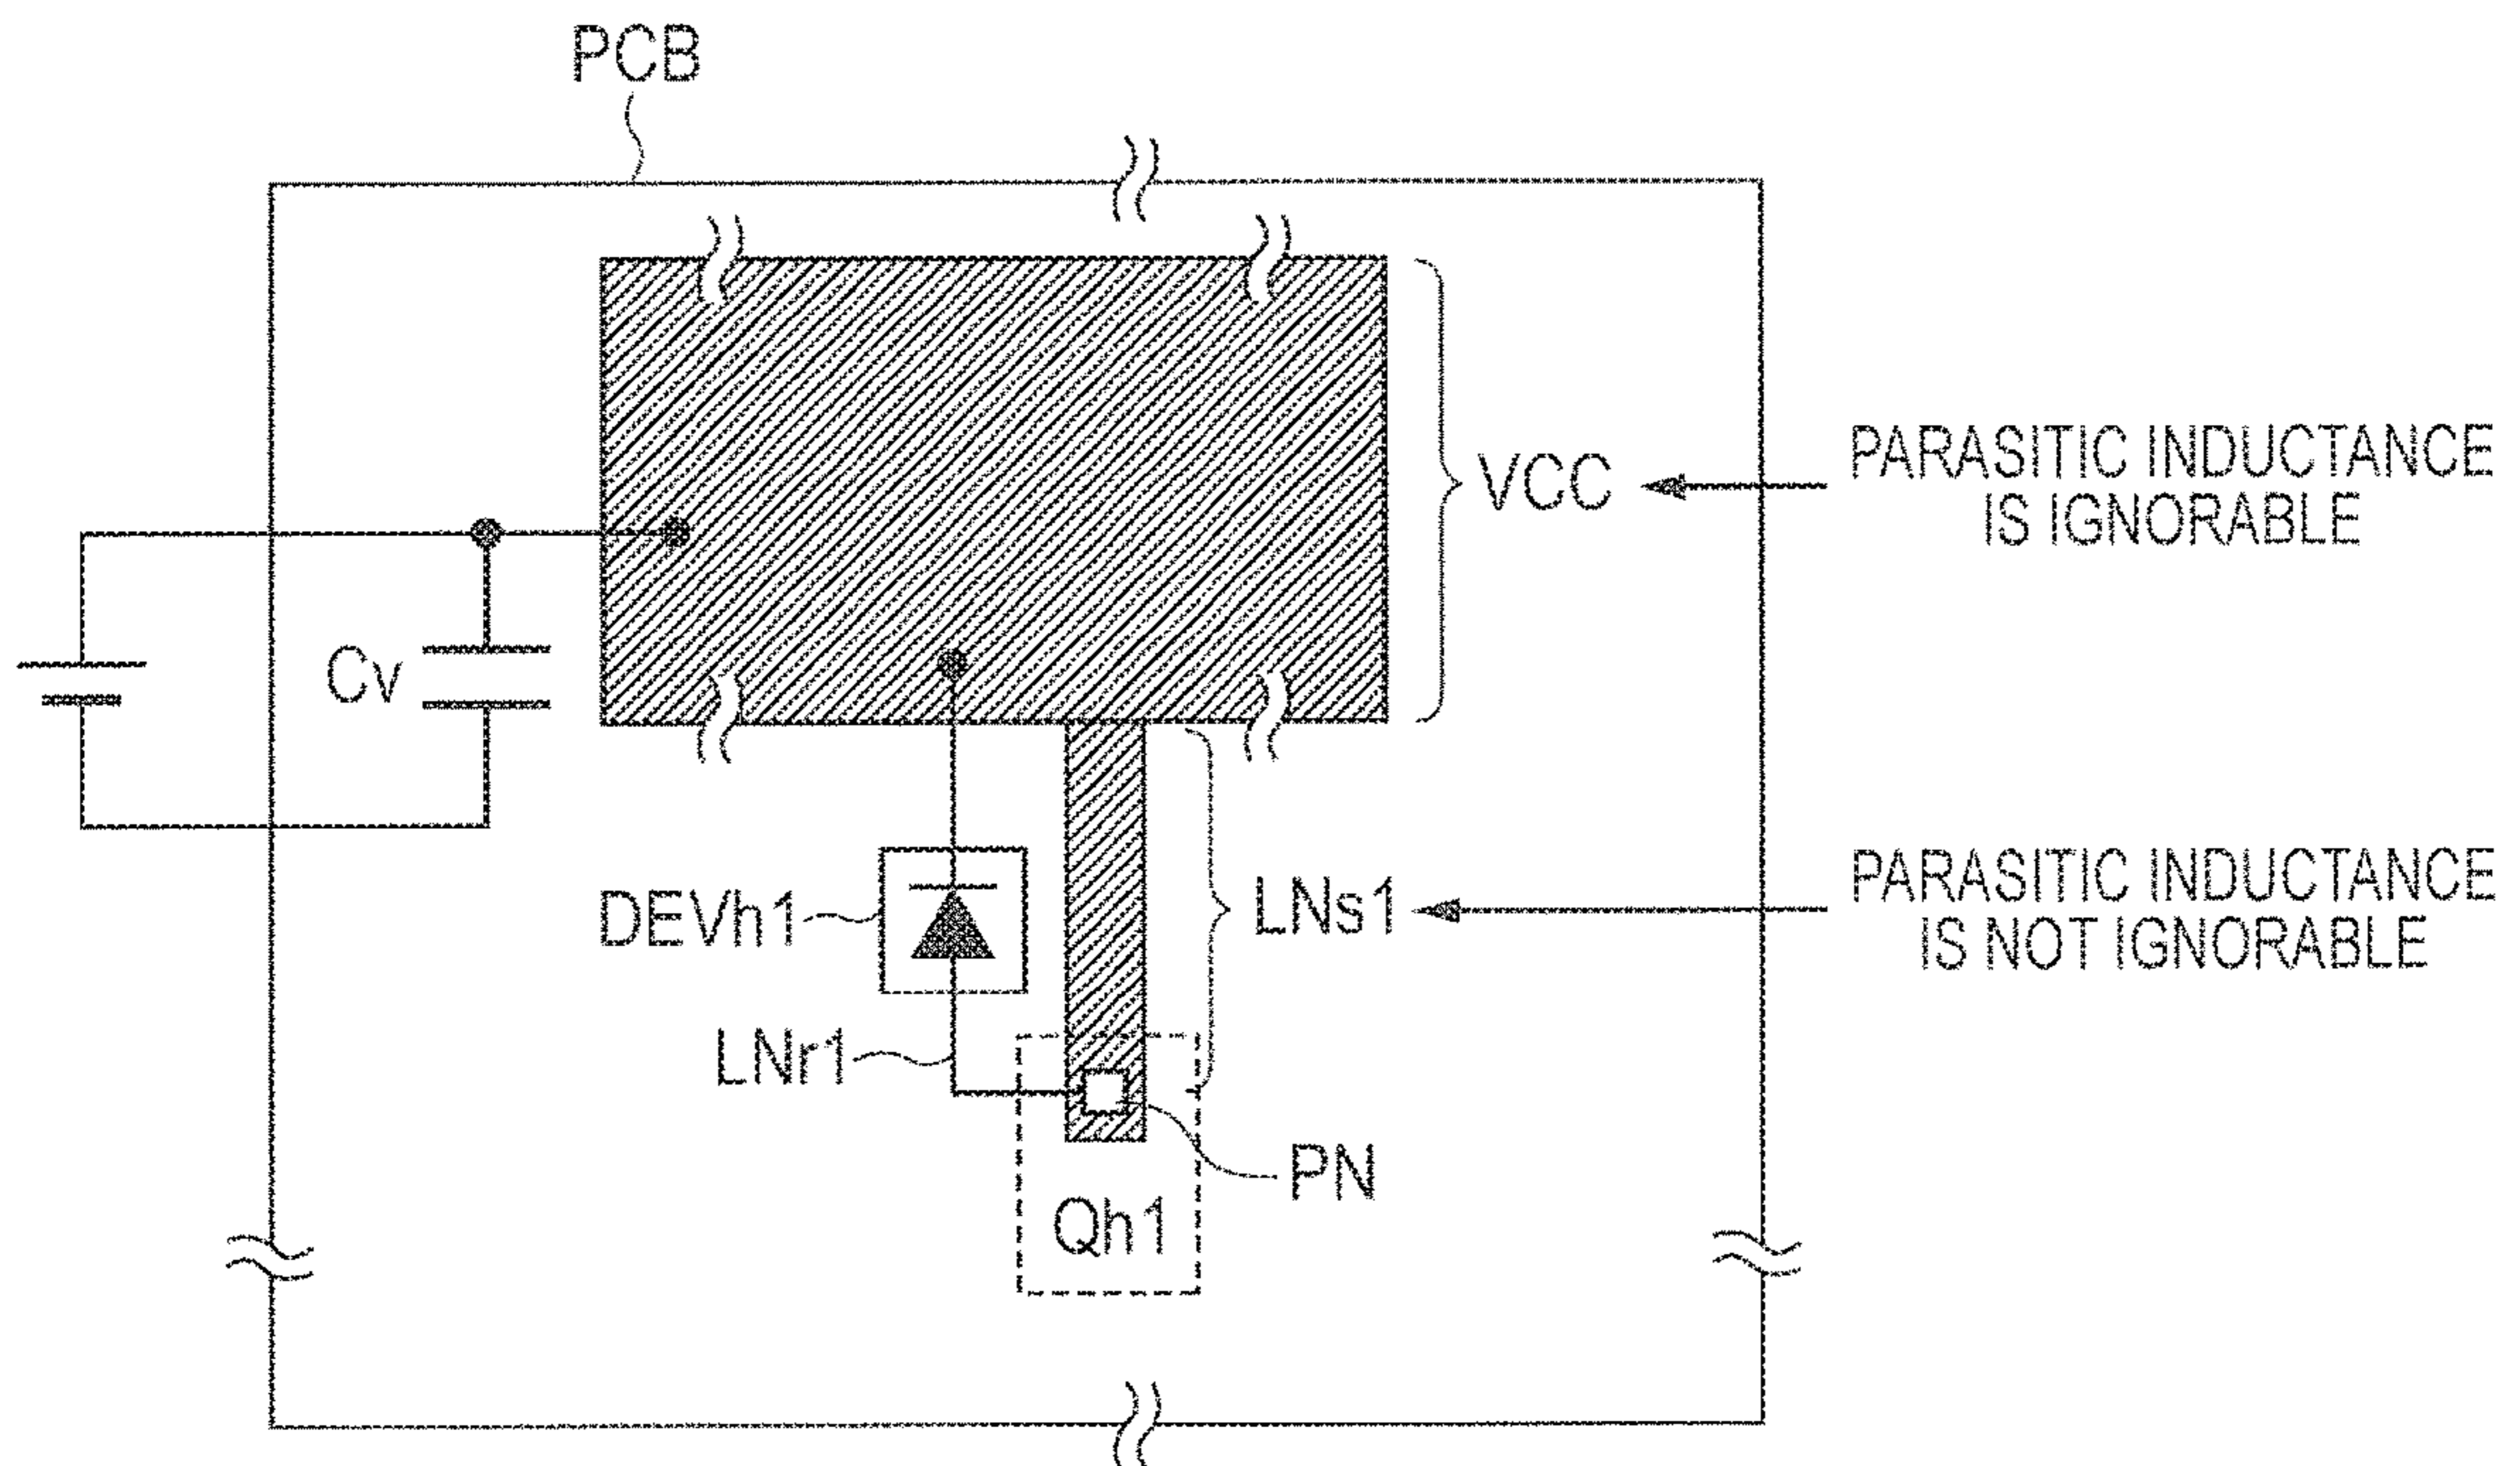 PCB
VCC
PARASITIC INDUCTANCE
IS IGNORABLE
Cv
DEVh1
LNs1
PARASITIC INDUCTANCE
IS NOT IGNORABLE
LNr1
PN
Qh1